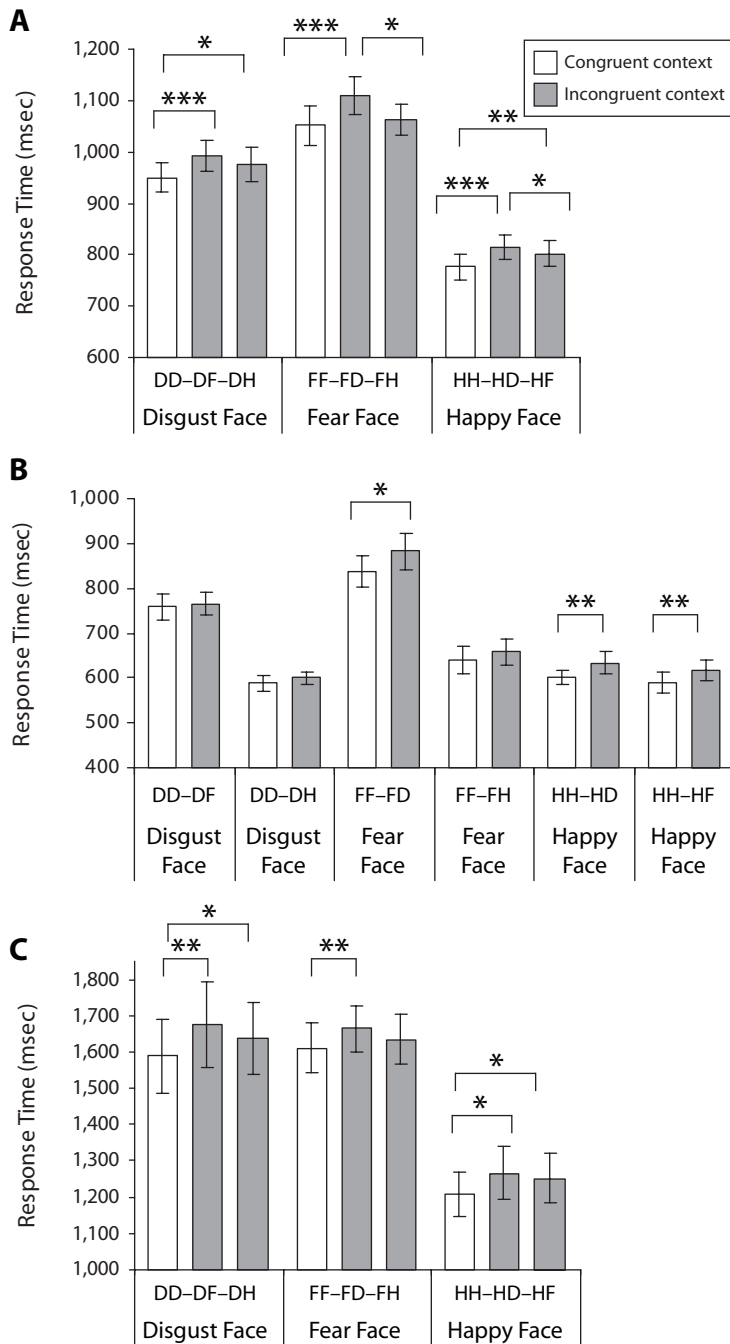 A
1,200
1,100
1,000
900
800
700
600
Response Time (msec)
*
***
***
*
**
***
*
Congruent context
Incongruent context
DD–DF–DH
FF–FD–FH
HH–HD–HF
Disgust Face
Fear Face
Happy Face
B
1,000
900
800
700
600
500
400
Response Time (msec)
*
**
**
DD–DF
DD–DH
FF–FD
FF–FH
HH–HD
HH–HF
Disgust
Face
Disgust
Face
Fear
Face
Fear
Face
Happy
Face
Happy
Face
C
1,800
1,700
1,600
1,500
1,400
1,300
1,200
1,100
1,000
Response Time (msec)
*
**
**
*
*
DD–DF–DH
FF–FD–FH
HH–HD–HF
Disgust Face
Fear Face
Happy Face